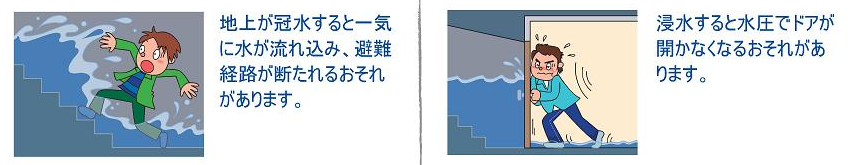 地上が冠水すると一気
に水が流れ込み、避難
経路が断たれるおそれ
があります。
浸水すると水圧でドアが
開かなくなるおそれがあ
ります。